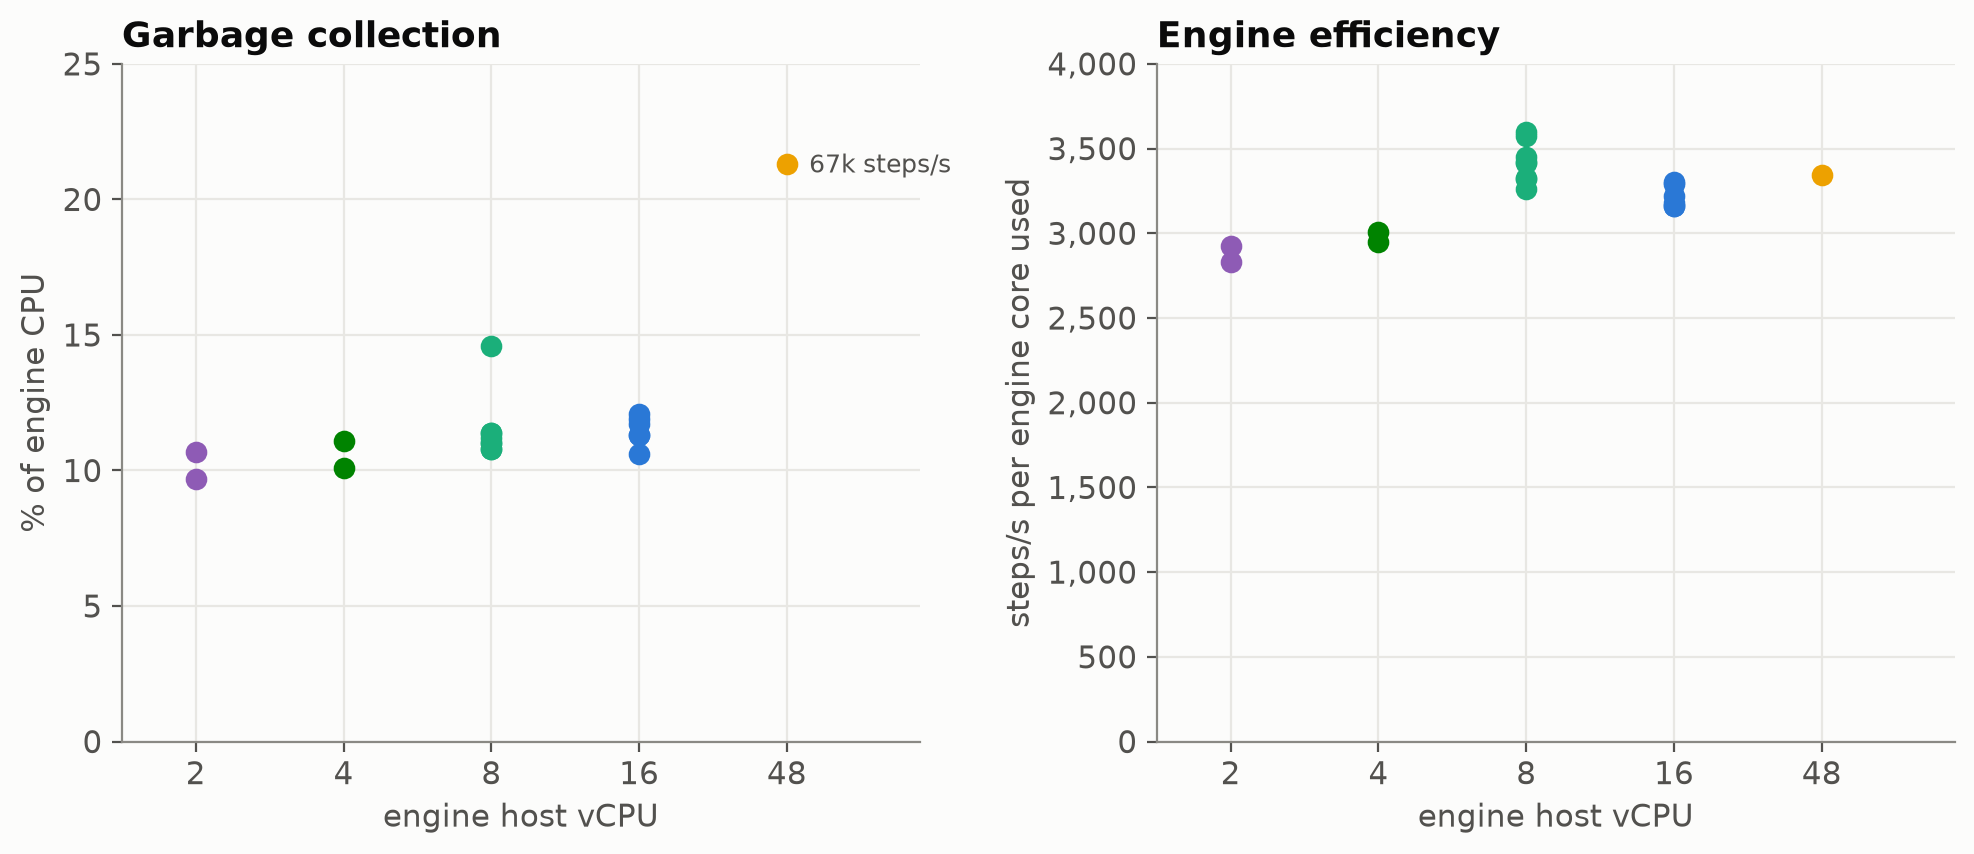 Garbage collection
25
20
15
10
5
0
% of engine CPU
67k steps/s
2 4 8 16 48
engine host vCPU
Engine efficiency
4,000
3,500
3,000
2,500
2,000
1,500
1,000
500
0
steps/s per engine core used
2 4 8 16 48
engine host vCPU